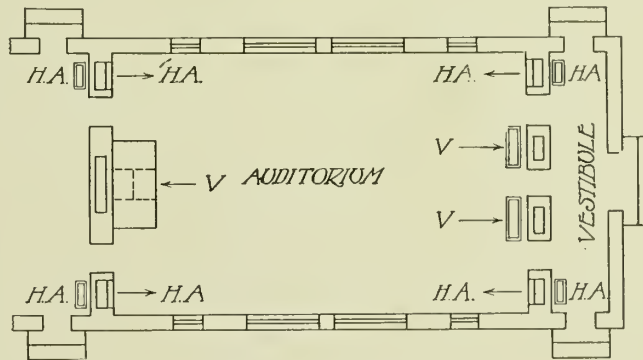 H.A. H.A. H.A. H.A
V
V AUDITORIUM
V
VESTIBULE
H.A. H.A H.A. H.A